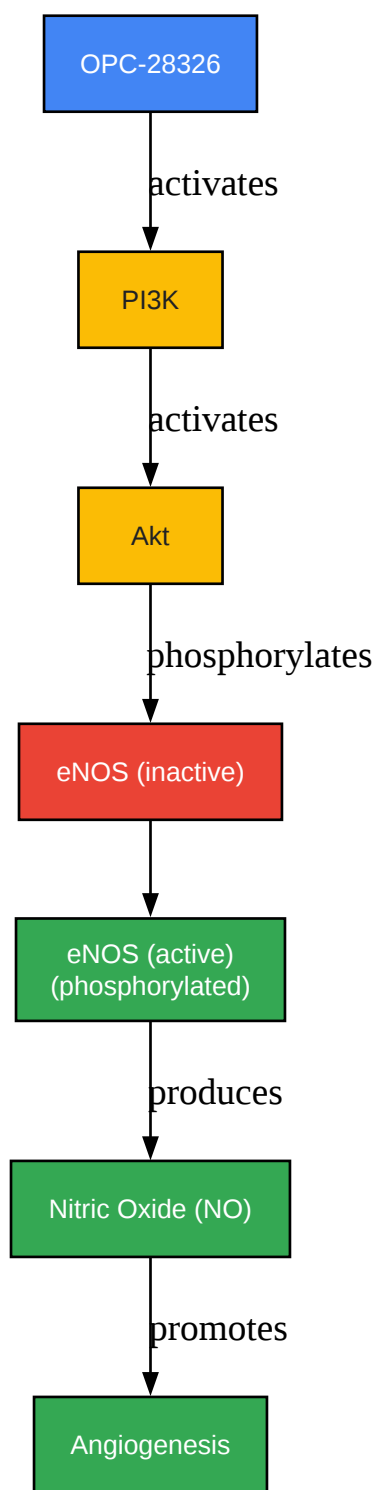 OPC-28326
activates
PI3K
activates
Akt
phosphorylates
eNOS (inactive)
eNOS (active)
(phosphorylated)
produces
Nitric Oxide (NO)
promotes
Angiogenesis